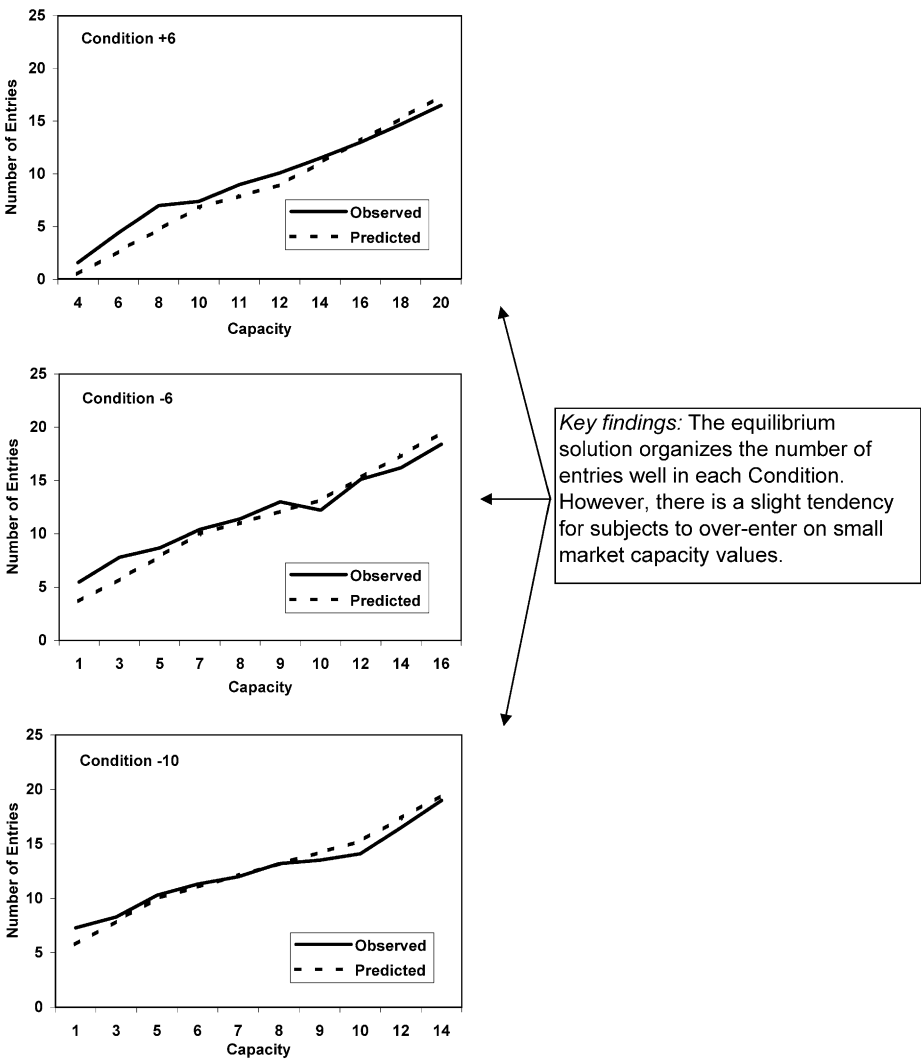 25
20
15
10
5
0
Number of Entries
Condition +6
Observed
Predicted
4 6 8 10 11 12 14 16 18 20
Capacity
25
20
15
10
5
0
Number of Entries
Condition -6
Observed
Predicted
1 3 5 7 8 9 10 12 14 16
Capacity
Key findings: The equilibrium
solution organizes the number of
entries well in each Condition.
However, there is a slight tendency
for subjects to over-enter on small
market capacity values.
25
20
15
10
5
0
Number of Entries
Condition -10
Observed
Predicted
1 3 5 6 7 8 9 10 12 14
Capacity